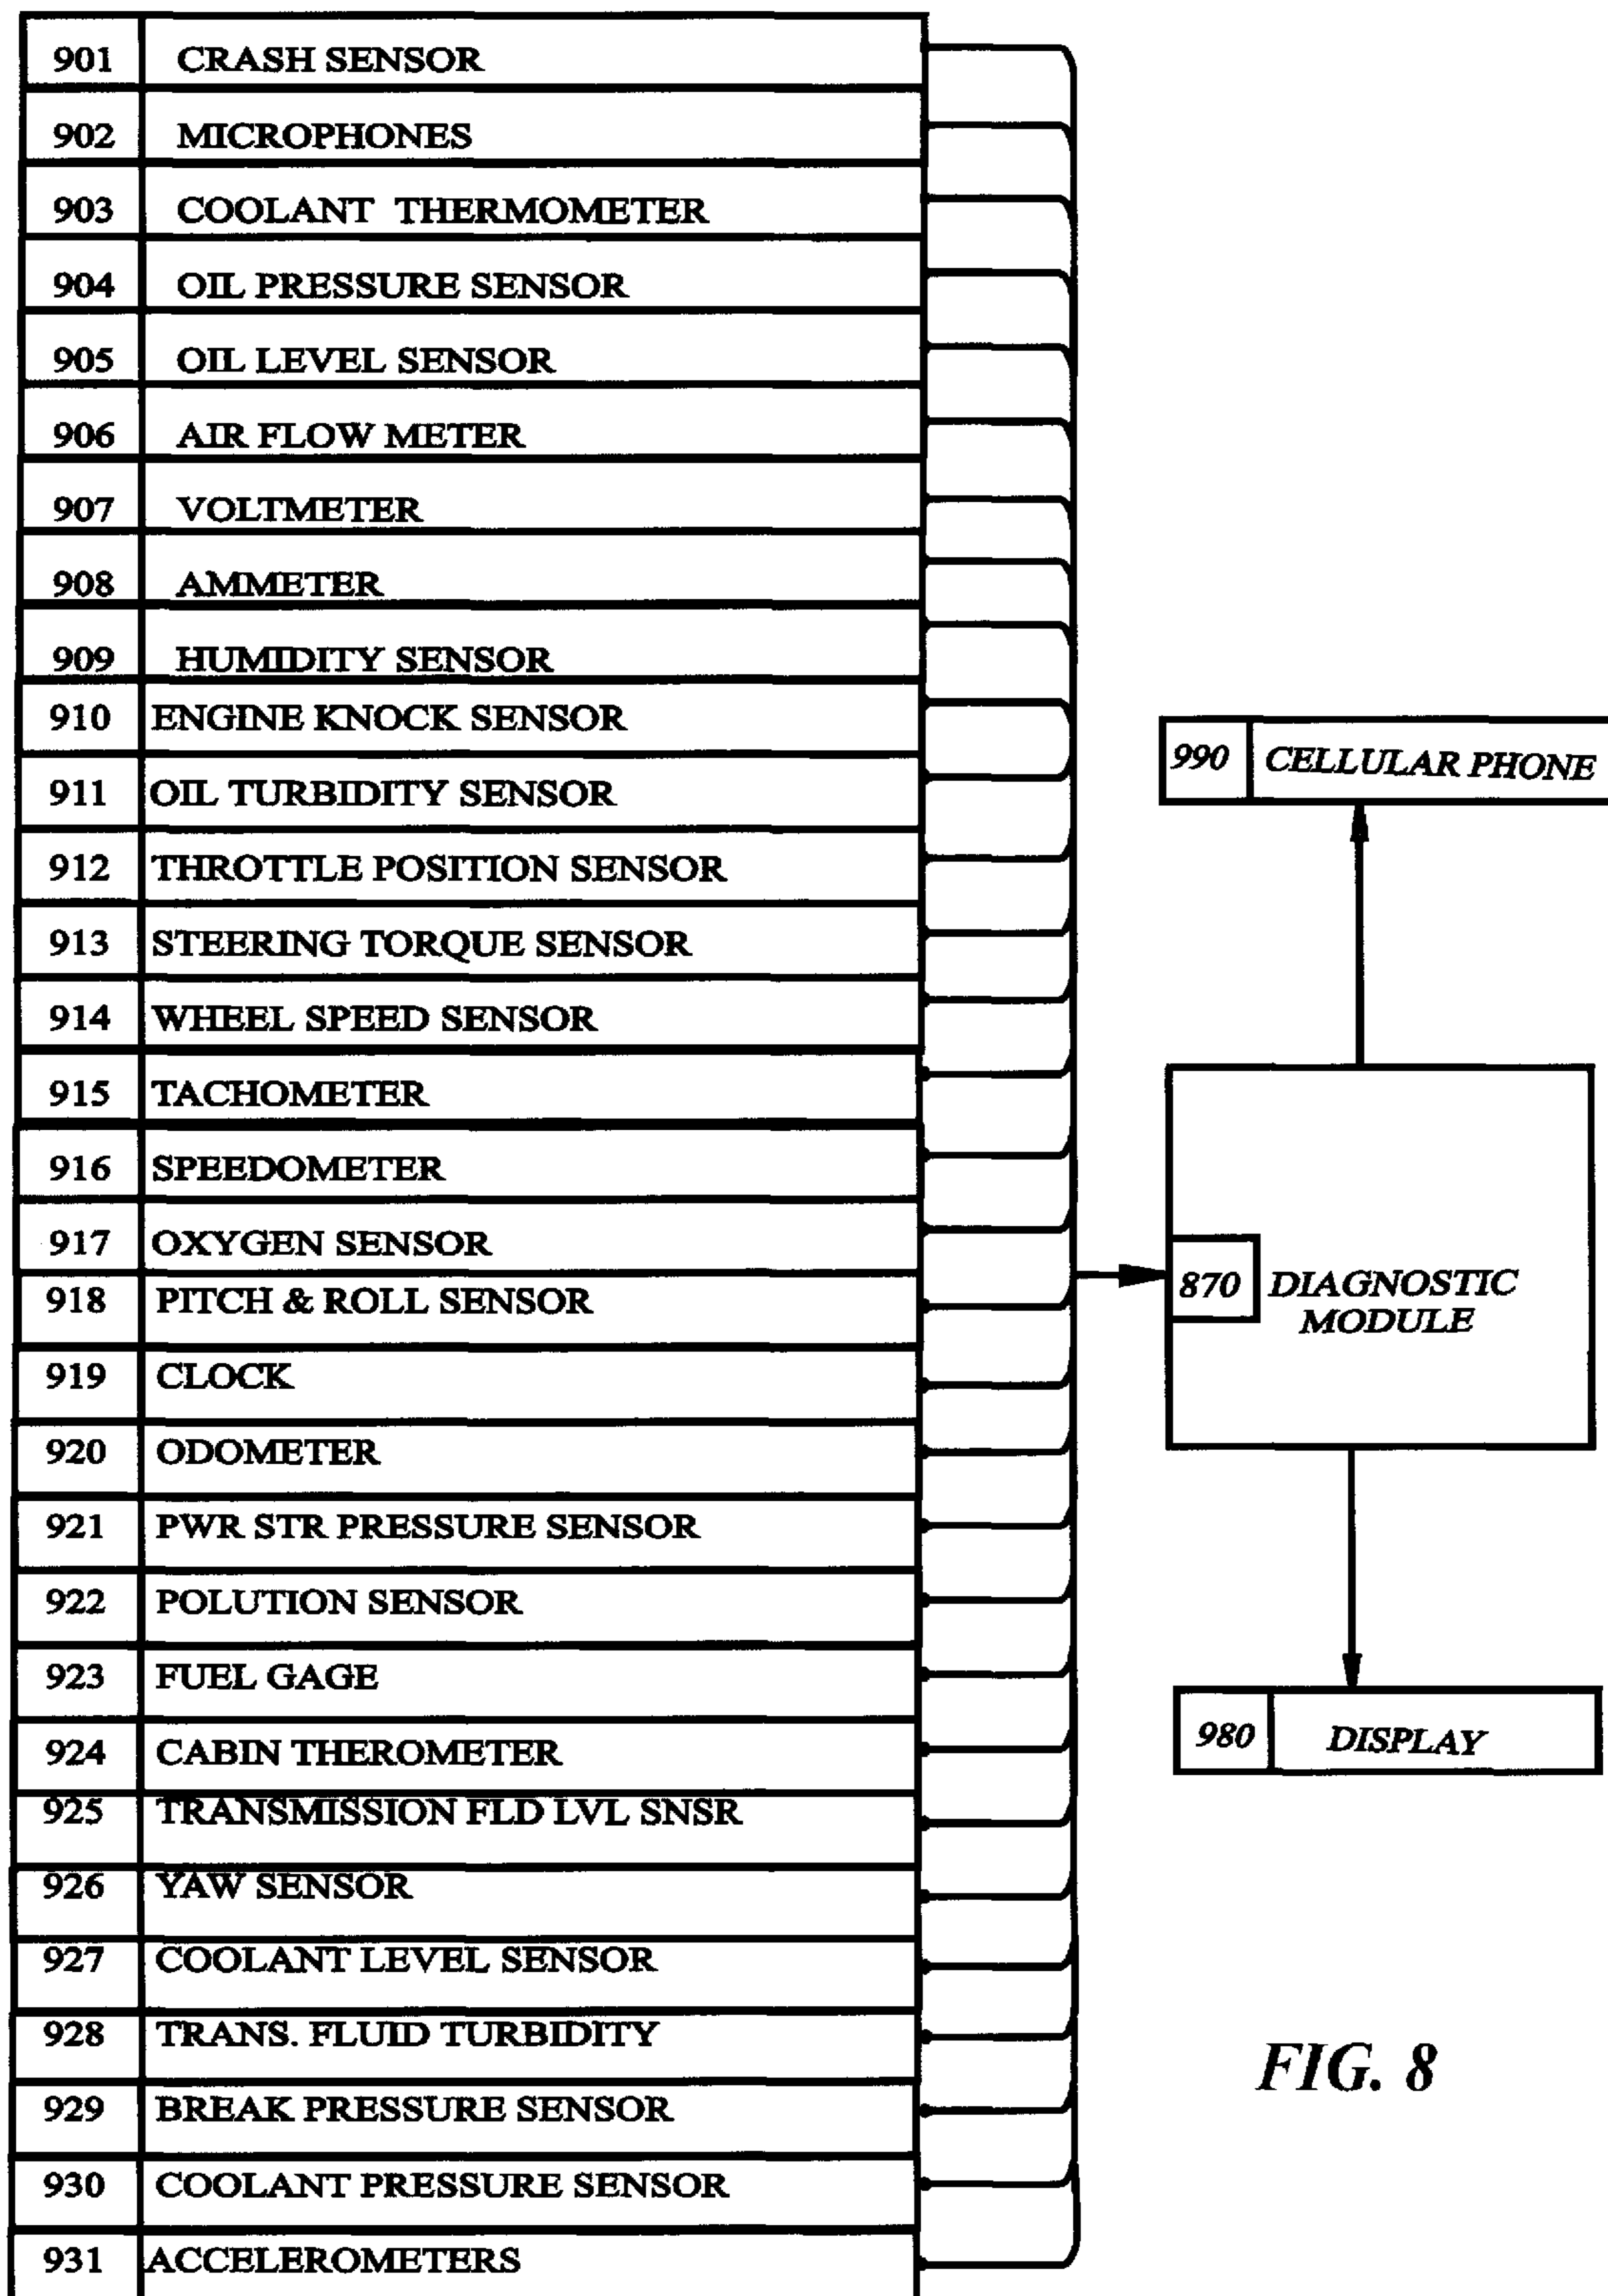 901 CRASH SENSOR
902 MICROPHONES
903 COOLANT THERMOMETER
904 OIL PRESSURE SENSOR
905 OIL LEVEL SENSOR
906 AIR FLOW METER
907 VOLTMETER
908 AMMETER
909 HUMIDITY SENSOR
910 ENGINE KNOCK SENSOR
911 OIL TURBIDITY SENSOR
912 THROTTLE POSITION SENSOR
913 STEERING TORQUE SENSOR
914 WHEEL SPEED SENSOR
915 TACHOMETER
916 SPEEDOMETER
917 OXYGEN SENSOR
918 PITCH & ROLL SENSOR
919 CLOCK
920 ODOMETER
921 PWR STR PRESSURE SENSOR
922 POLUTION SENSOR
923 FUEL GAGE
924 CABIN THEROMETER
925 TRANSMISSION FLD LVL SNSR
926 YAW SENSOR
927 COOLANT LEVEL SENSOR
928 TRANS. FLUID TURBIDITY
929 BREAK PRESSURE SENSOR
930 COOLANT PRESSURE SENSOR
931 ACCELEROMETERS
990 CELLULAR PHONE
870 DIAGNOSTIC
MODULE
980 DISPLAY
FIG. 8